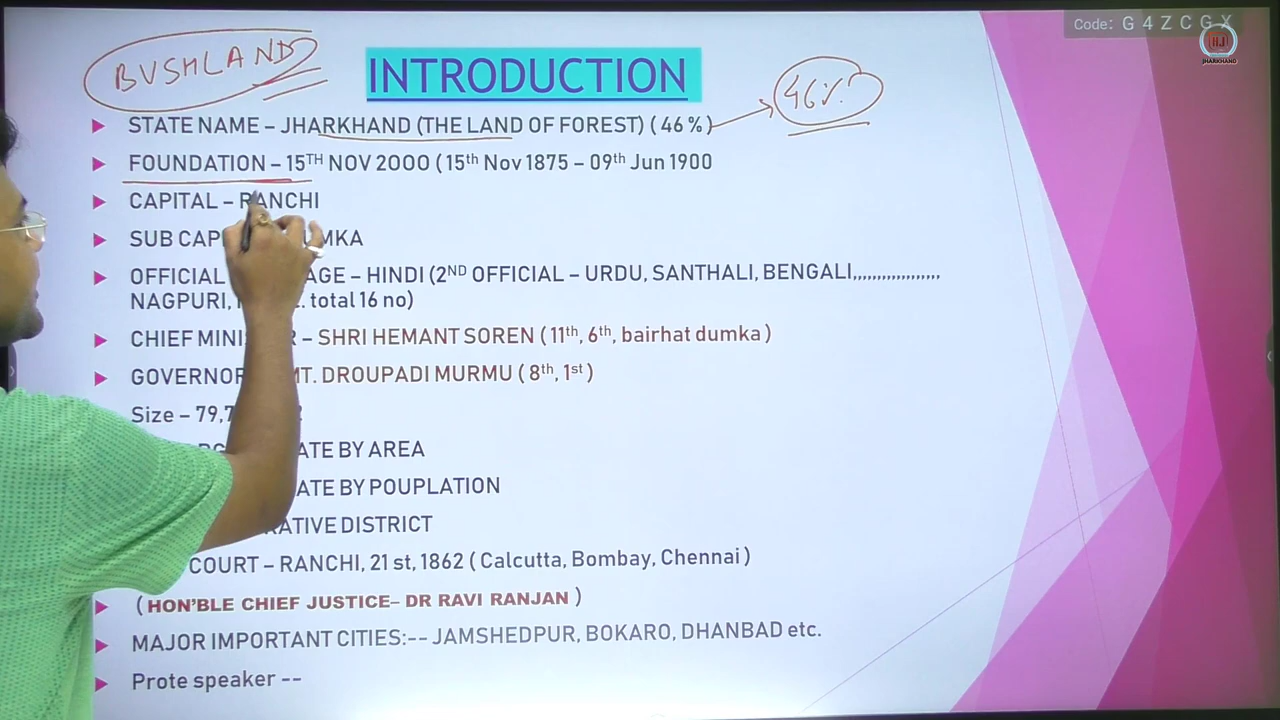 Code: G 4 Z C G X
JHARKHAND
BUSHLAND
INTRODUCTION
46%.
STATE NAME – JHARKHAND (THE LAND OF FOREST) ( 46 %)
FOUNDATION – 15TH NOV 2000 ( 15th Nov 1875 – 09th Jun 1900
CAPITAL – RANCHI
SUB CAP UMKA
OFFICIAL AGE – HINDI (2ND OFFICIAL – URDU, SANTHALI, BENGALI,,,,,,,,,,,,,,,,,,
NAGPURI, total 16 no)
CHIEF MINI R – SHRI HEMANT SOREN ( 11th, 6th, bairhat dumka )
GOVERNOR MT. DROUPADI MURMU ( 8th, 1st )
Size – 79,7 2
ATE BY AREA
ATE BY POUPLATION
RATIVE DISTRICT
COURT – RANCHI, 21 st, 1862 ( Calcutta, Bombay, Chennai )
( HON'BLE CHIEF JUSTICE– DR RAVI RANJAN )
MAJOR IMPORTANT CITIES:-- JAMSHEDPUR, BOKARO, DHANBAD etc.
Prote speaker --